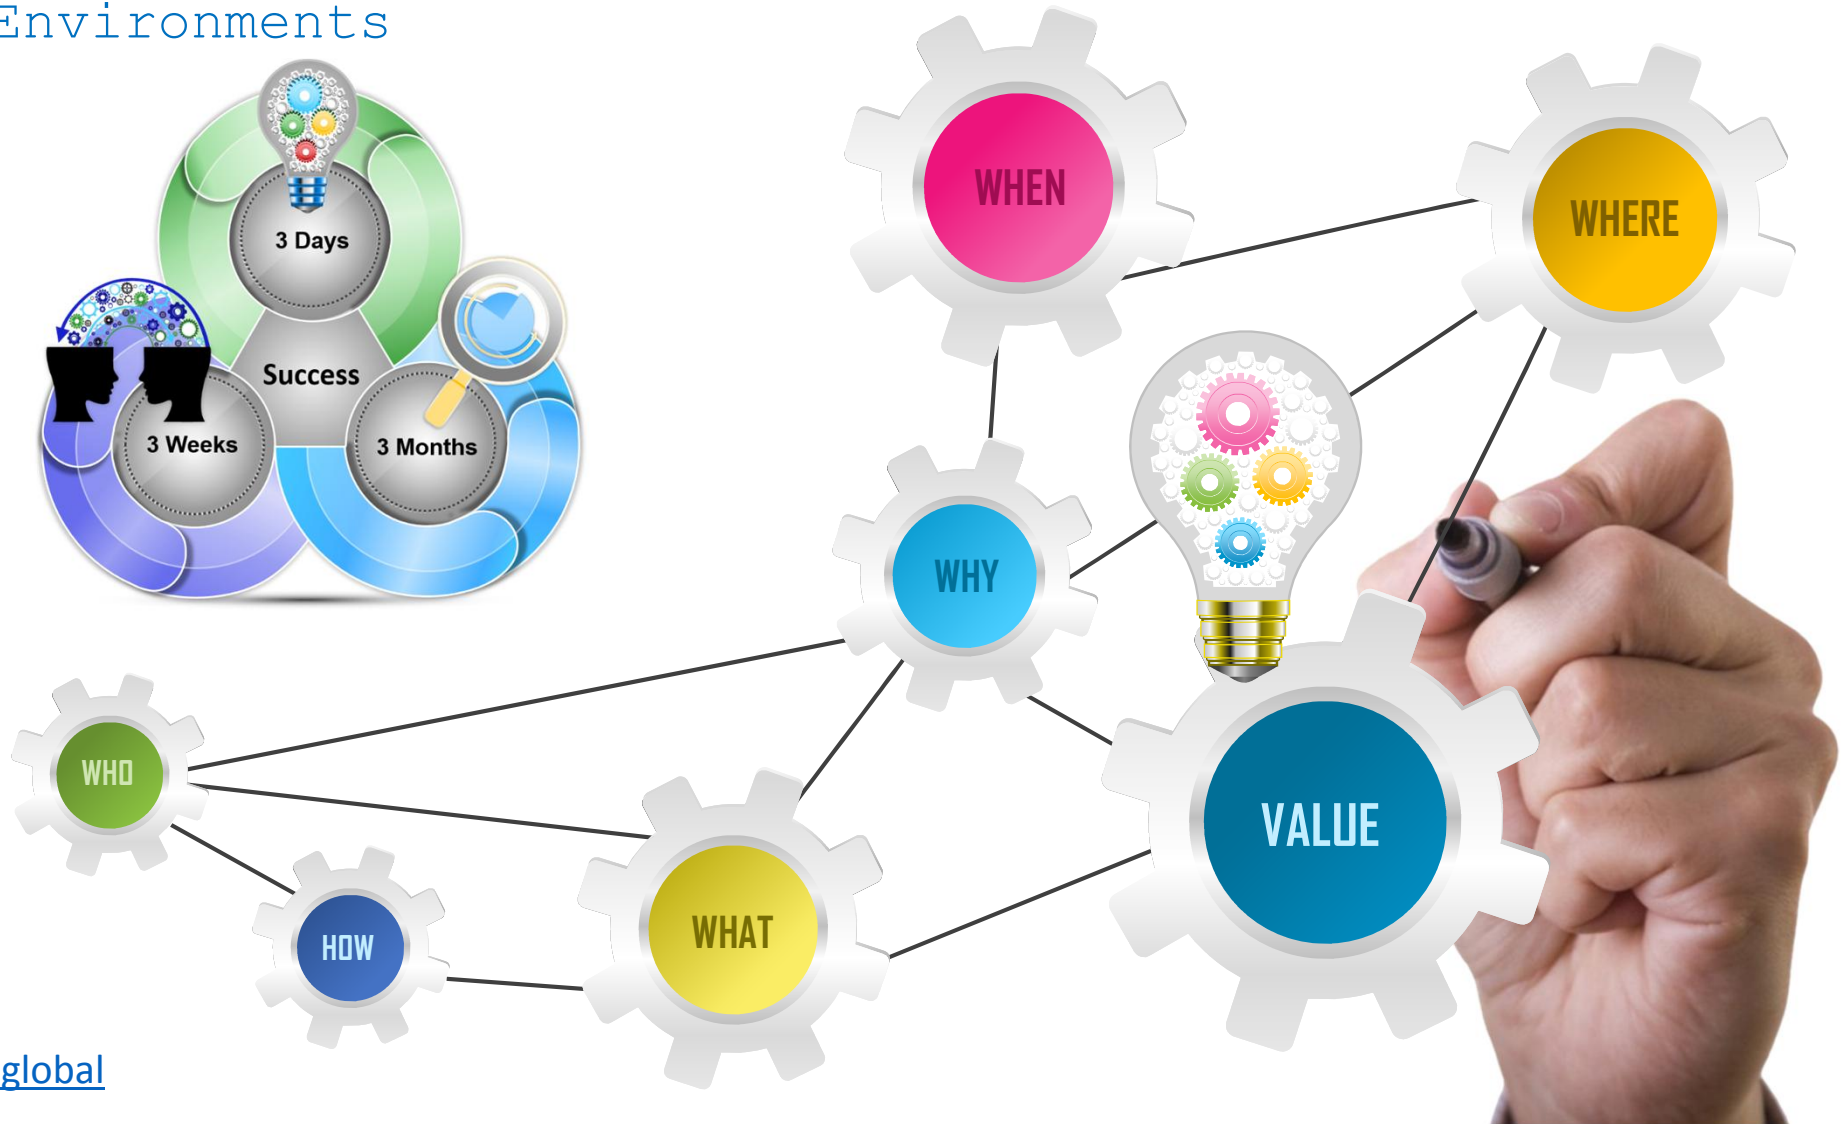 Environments
3 Days
Success
3 Weeks
3 Months
WHEN
WHERE
WHY
WHO
VALUE
WHAT
HOW
global